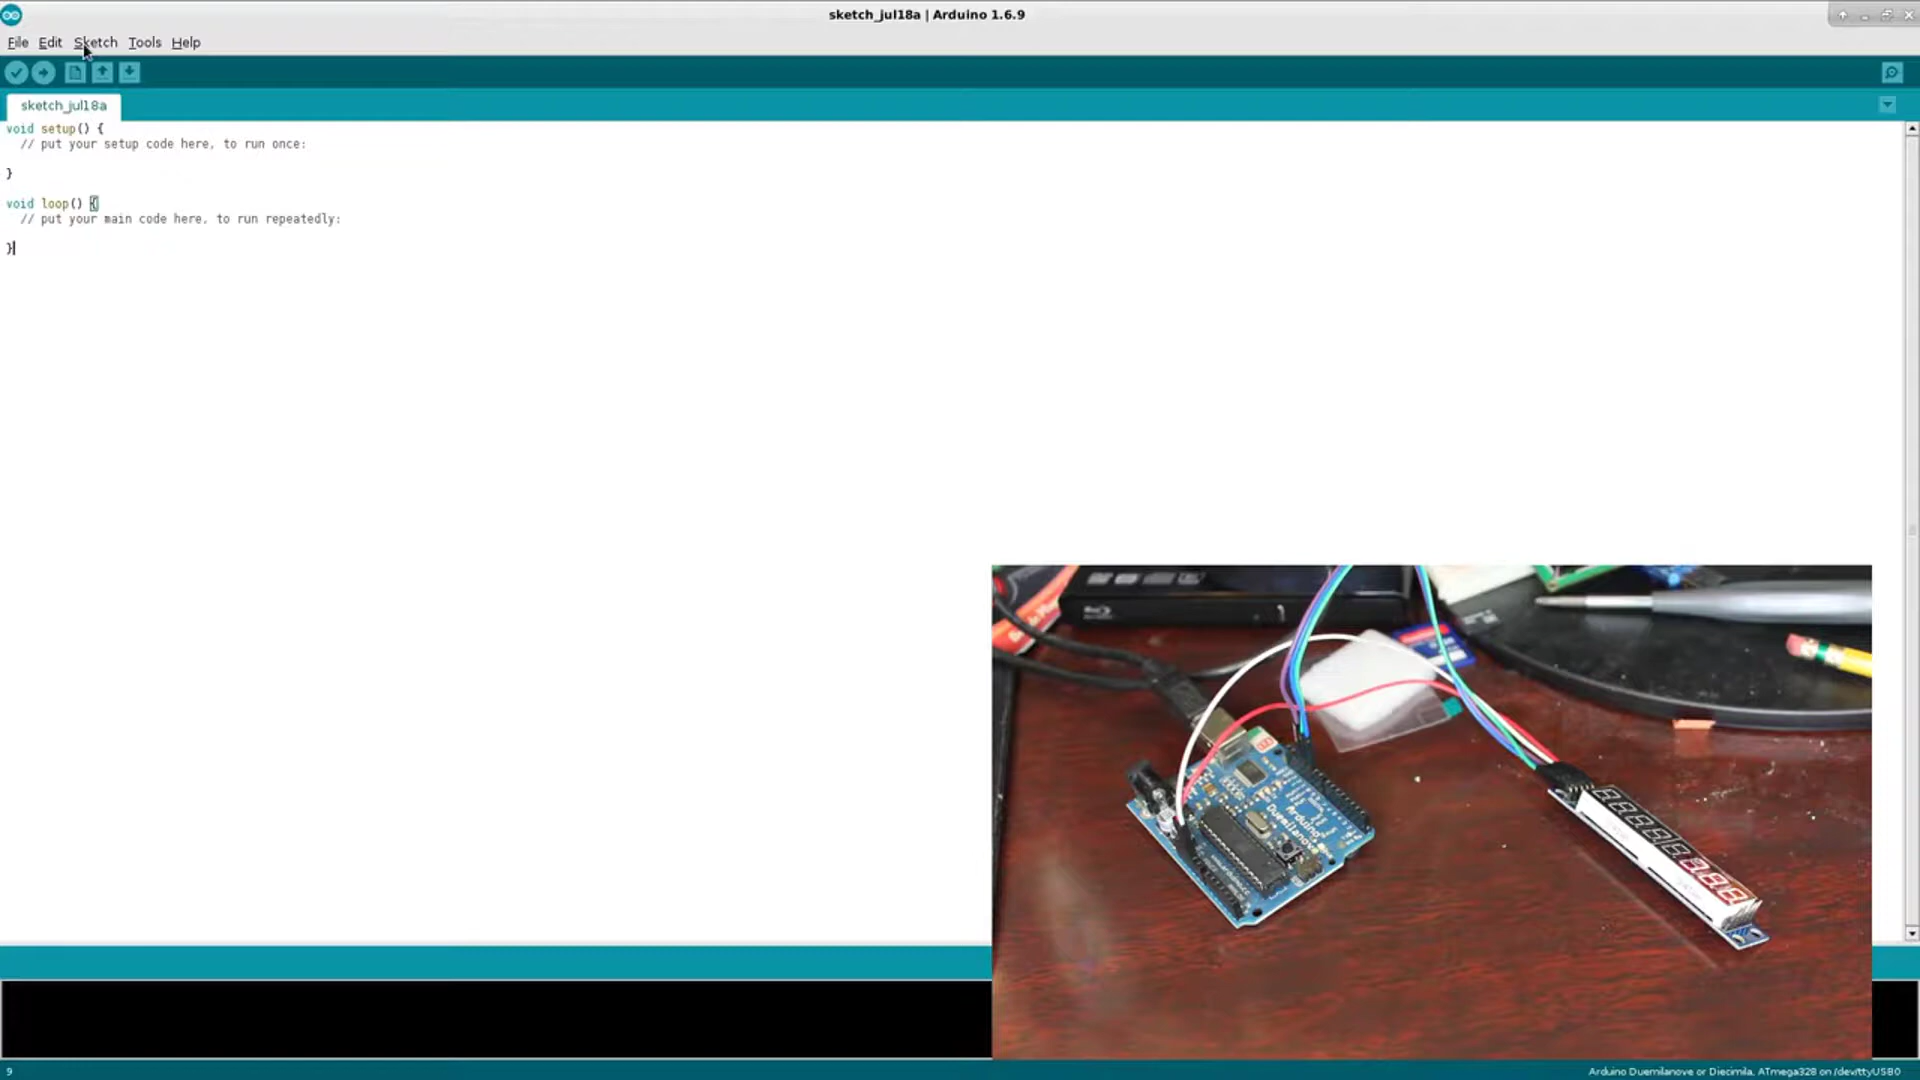 sketch_jul18a | Arduino 1.6.9
File Edit Sketch Tools Help
sketch_jul18a
void setup() {
// put your setup code here, to run once:
}
void loop() {
// put your main code here, to run repeatedly:
}
Arduino
Duemilanove
9
Arduino Duemilanove or Diecimila, ATmega328 on /dev/ttyUSB0